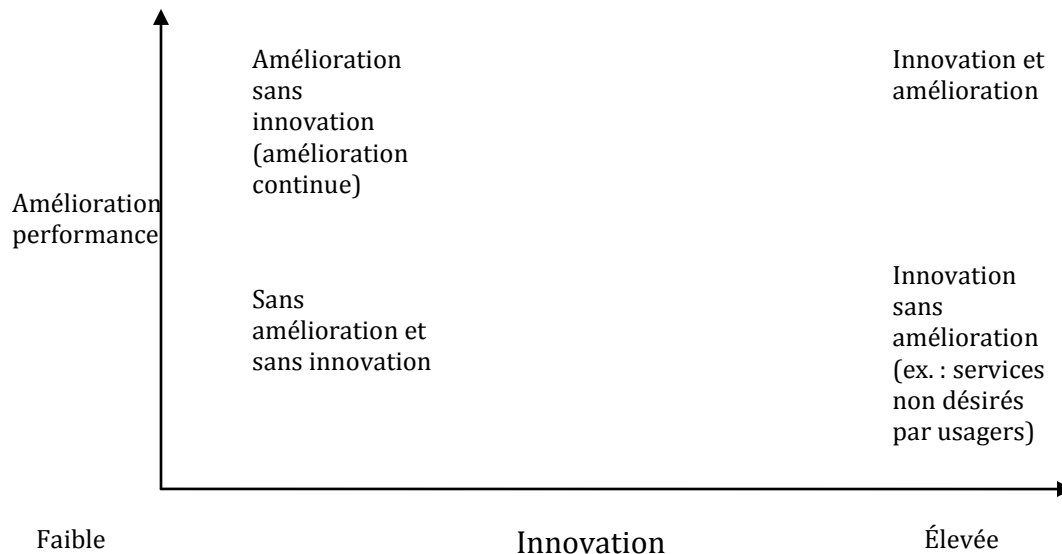 Amélioration
sans
innovation
(amélioration
continue)
Innovation et
amélioration
Amélioration
performance
Sans
amélioration et
sans innovation
Innovation
sans
amélioration
(ex. : services
non désirés
par usagers)
Faible
Innovation
Élevée